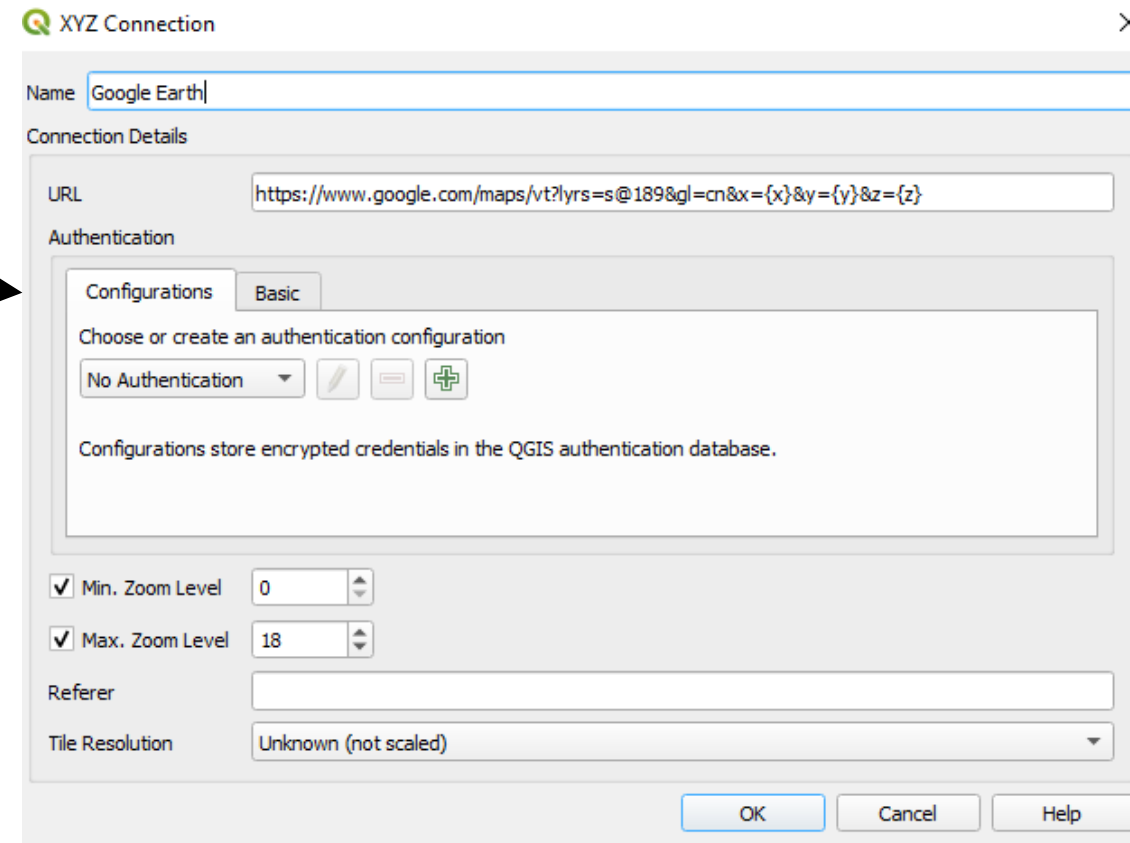 XYZ Connection
Name Google Earth
Connection Details
URL https://www.google.com/maps/vt?lyrs=s@189&gl=cn&x={x}&y={y}&z={z}
Authentication
Configurations Basic
Choose or create an authentication configuration
No Authentication
Configurations store encrypted credentials in the QGIS authentication database.
Min. Zoom Level 0
Max. Zoom Level 18
Referer
Tile Resolution Unknown (not scaled)
OK Cancel Help